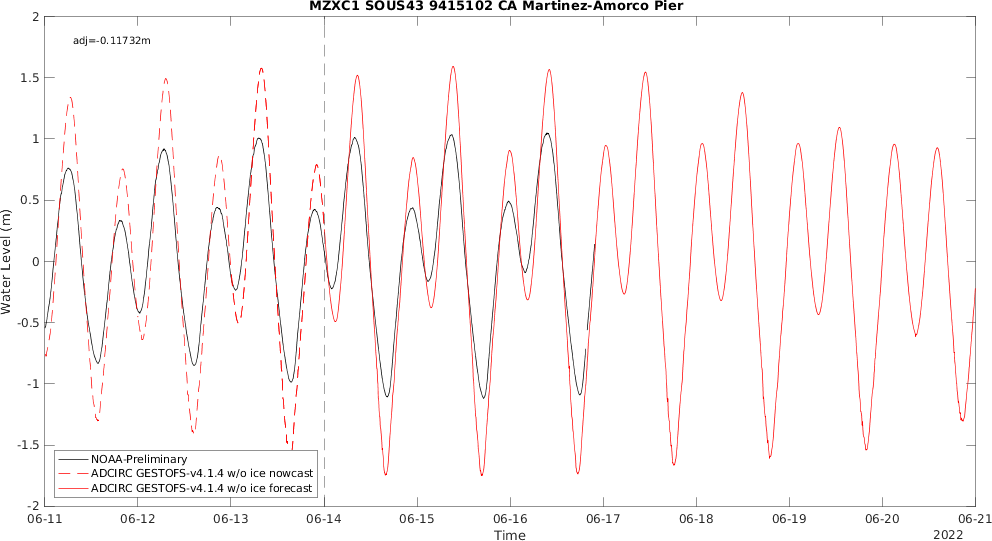 MZXC1 SOUS43 9415102 CA Martinez-Amorco Pier
adj=-0.11732m
2
1.5
1
0.5
0
-0.5
-1
-1.5
-2
Water Level (m)
NOAA-Preliminary
ADCIRC GESTOFS-v4.1.4 w/o ice nowcast
ADCIRC GESTOFS-v4.1.4 w/o ice forecast
06-11 06-12 06-13 06-14 06-15 06-16 06-17 06-18 06-19 06-20 06-21
Time
2022